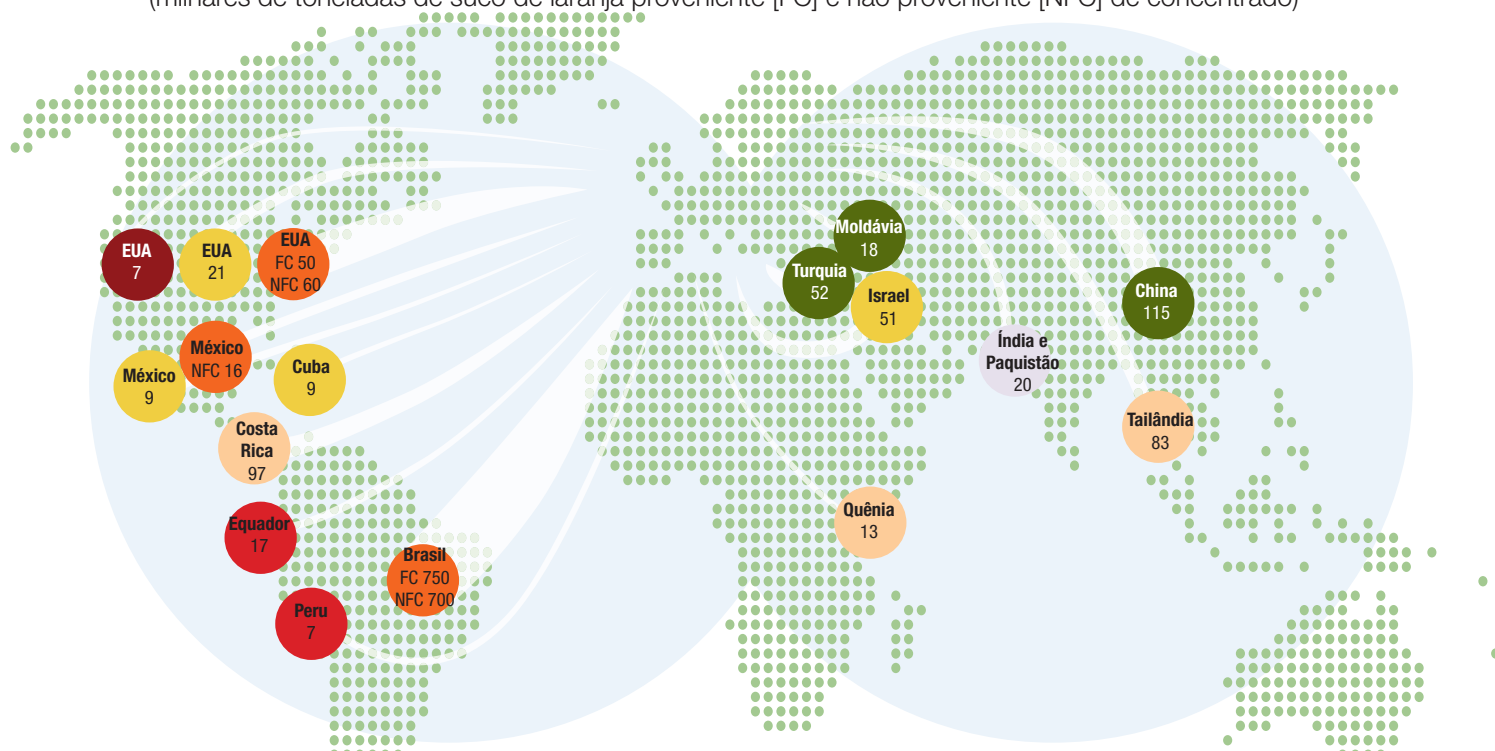 (milhares de toneladas de suco de laranja proveniente [FC] e não proveniente [NFC] de concentrado)
EUA
7
EUA
21
EUA
FC 50
NFC 60
México
9
México
NFC 16
Cuba
9
Costa
Rica
97
Equador
17
Peru
7
Brasil
FC 750
NFC 700
Moldávia
18
Turquia
52
Israel
51
Índia e
Paquistão
20
China
115
Tailândia
83
Quênia
13